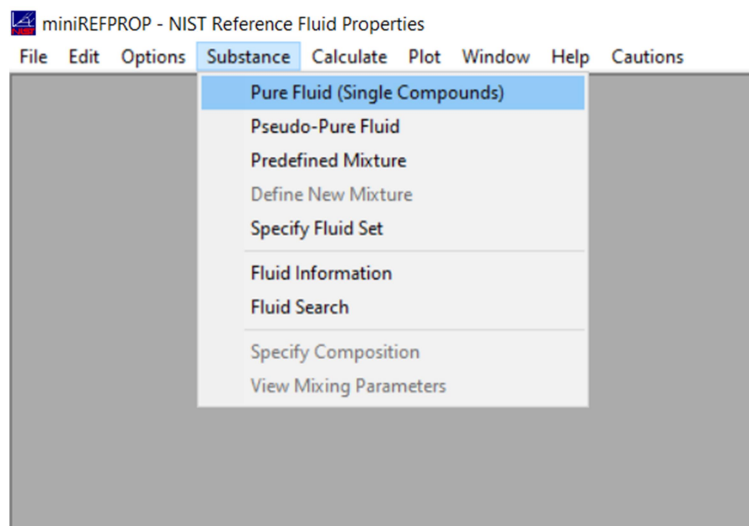 miniREFPROP - NIST Reference Fluid Properties
File Edit Options Substance Calculate Plot Window Help Cautions
Pure Fluid (Single Compounds)
Pseudo-Pure Fluid
Predefined Mixture
Define New Mixture
Specify Fluid Set
Fluid Information
Fluid Search
Specify Composition
View Mixing Parameters